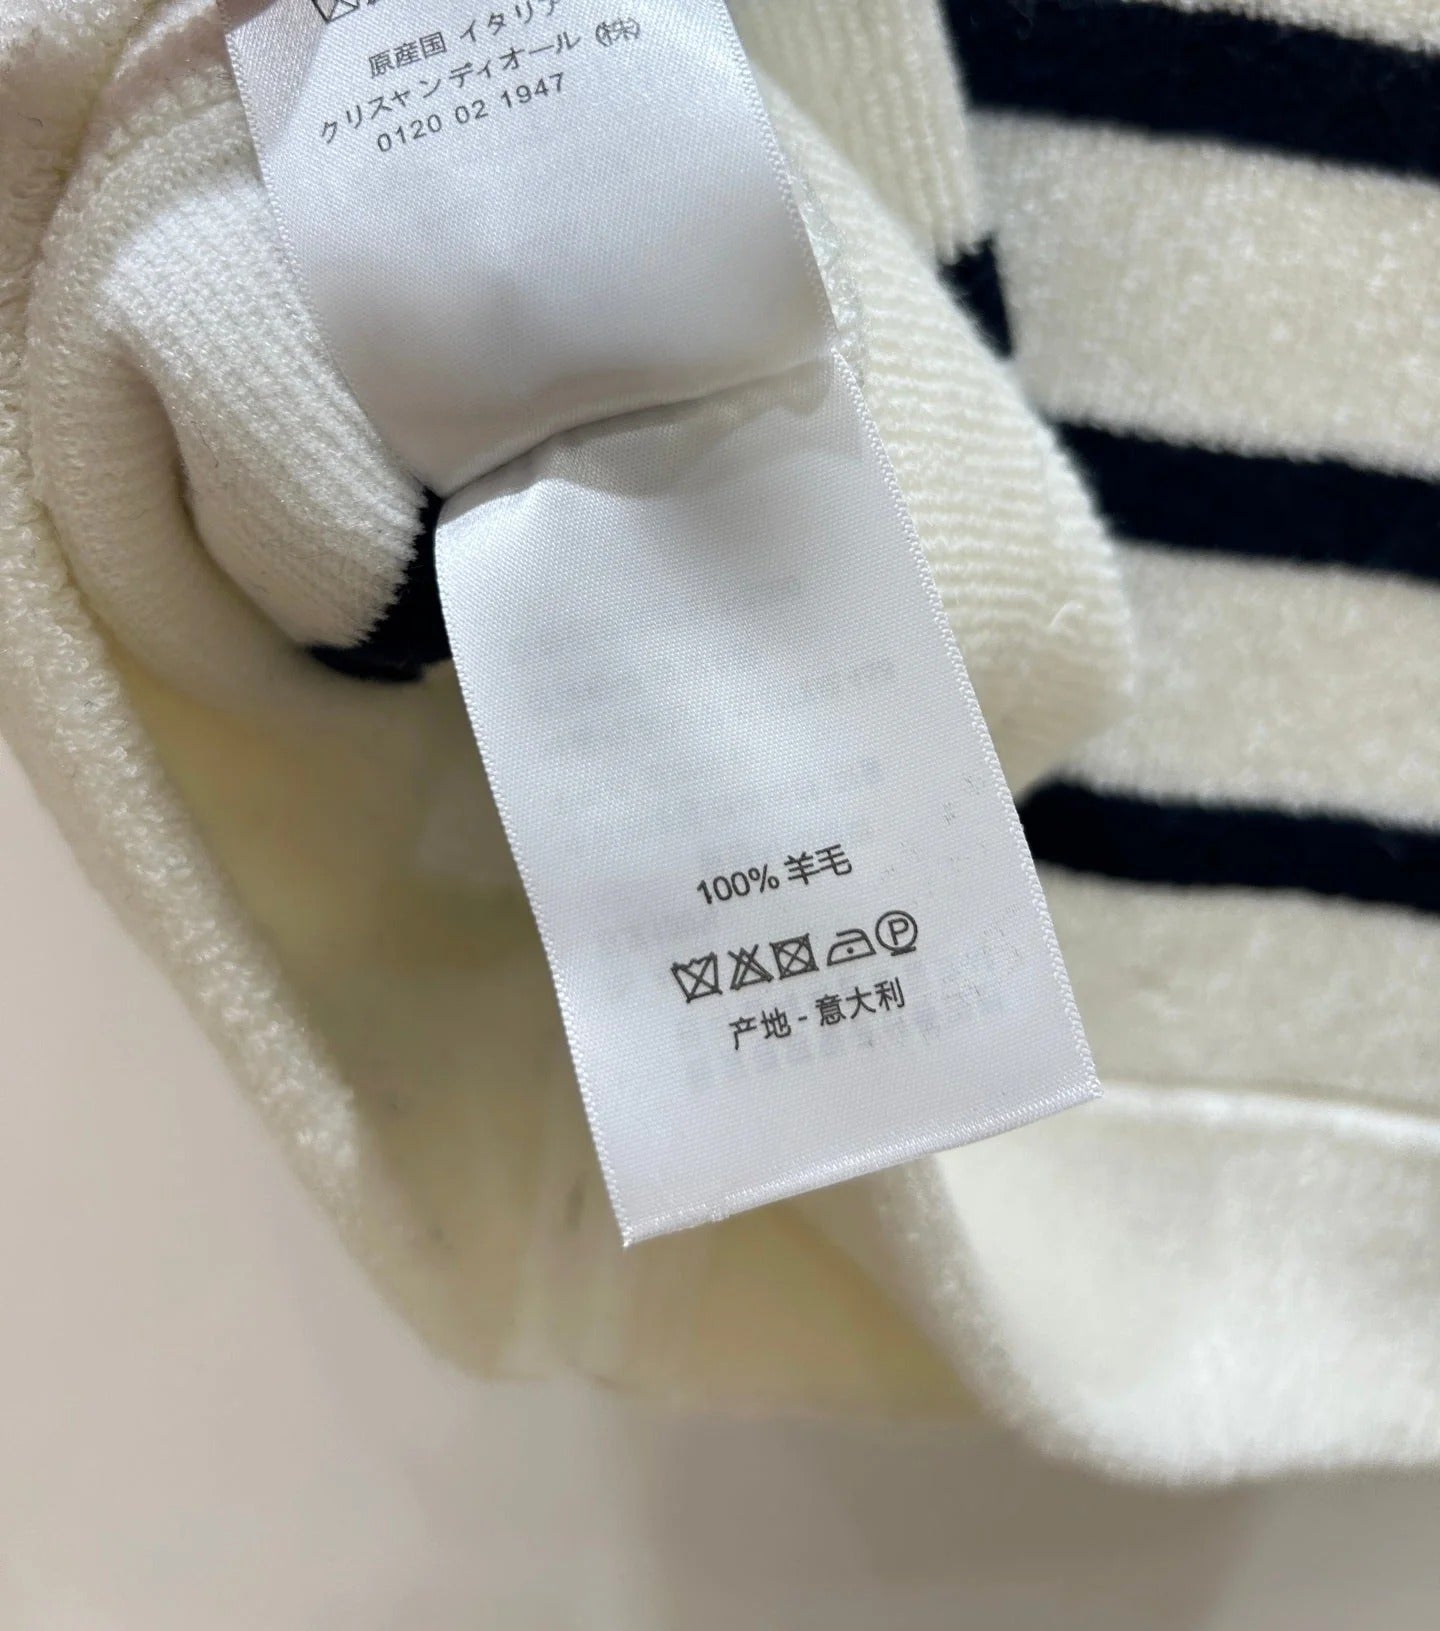 原産国 イタリア
クリスチャン ディオール (株)
0120 02 1947
100% 羊毛
产地 - 意大利